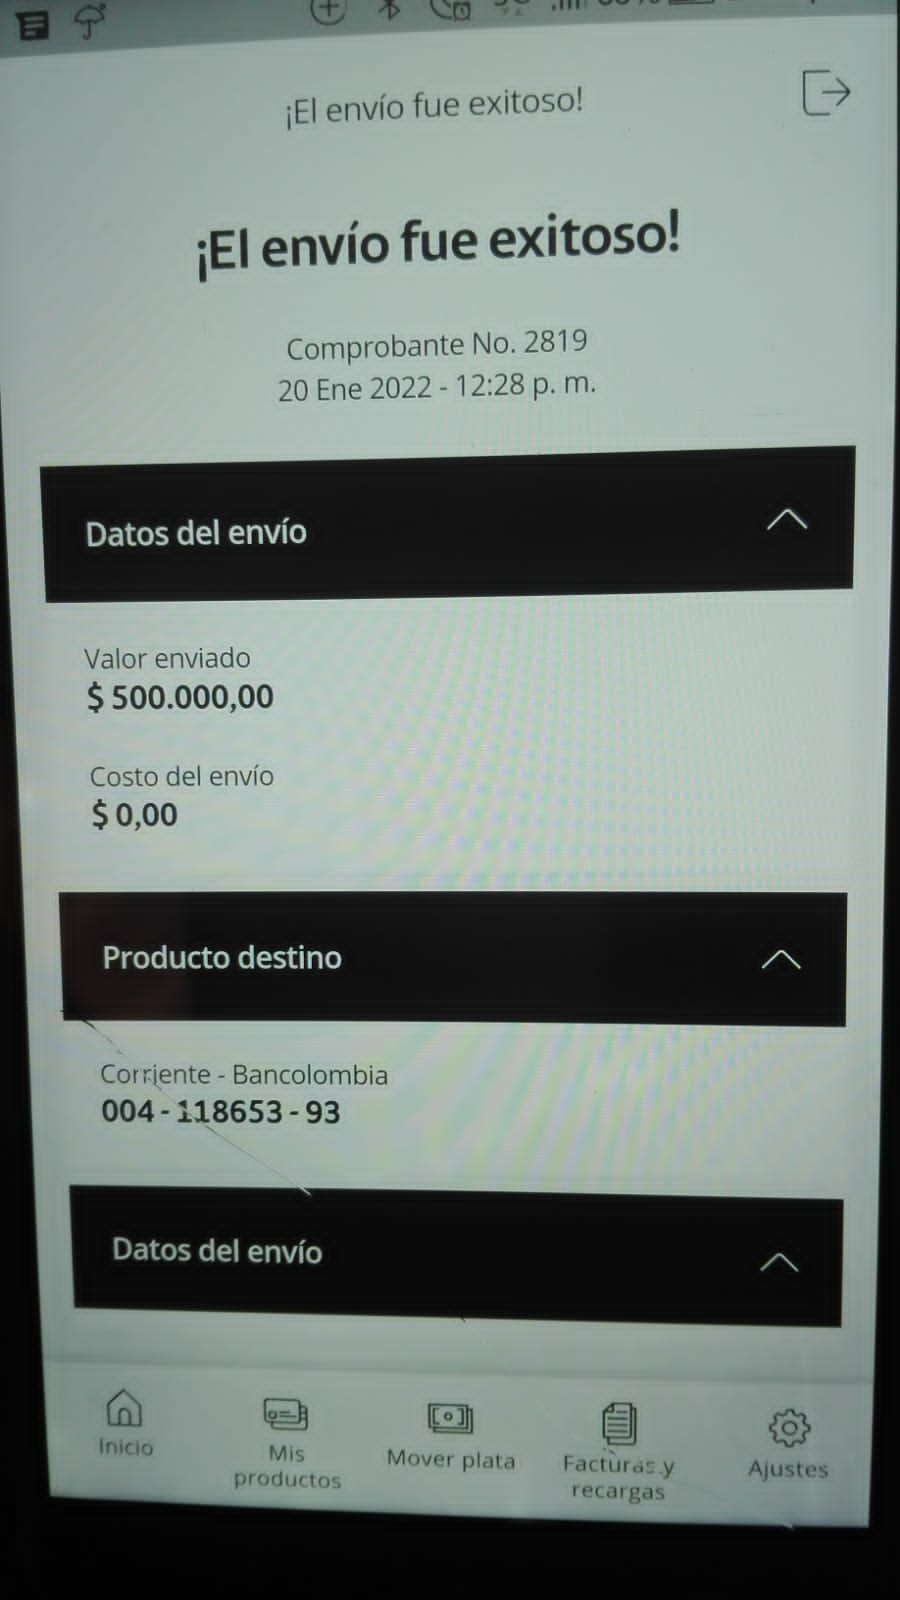 ¡El envío fue exitoso!
¡El envío fue exitoso!
Comprobante No. 2819
20 Ene 2022 - 12:28 p. m.
Datos del envío
Valor enviado
$ 500.000,00
Costo del envío
$ 0,00
Producto destino
Corriente - Bancolombia
004 - 118653 - 93
Datos del envío
Inicio
Mis
productos
Mover plata
Facturas y
recargas
Ajustes